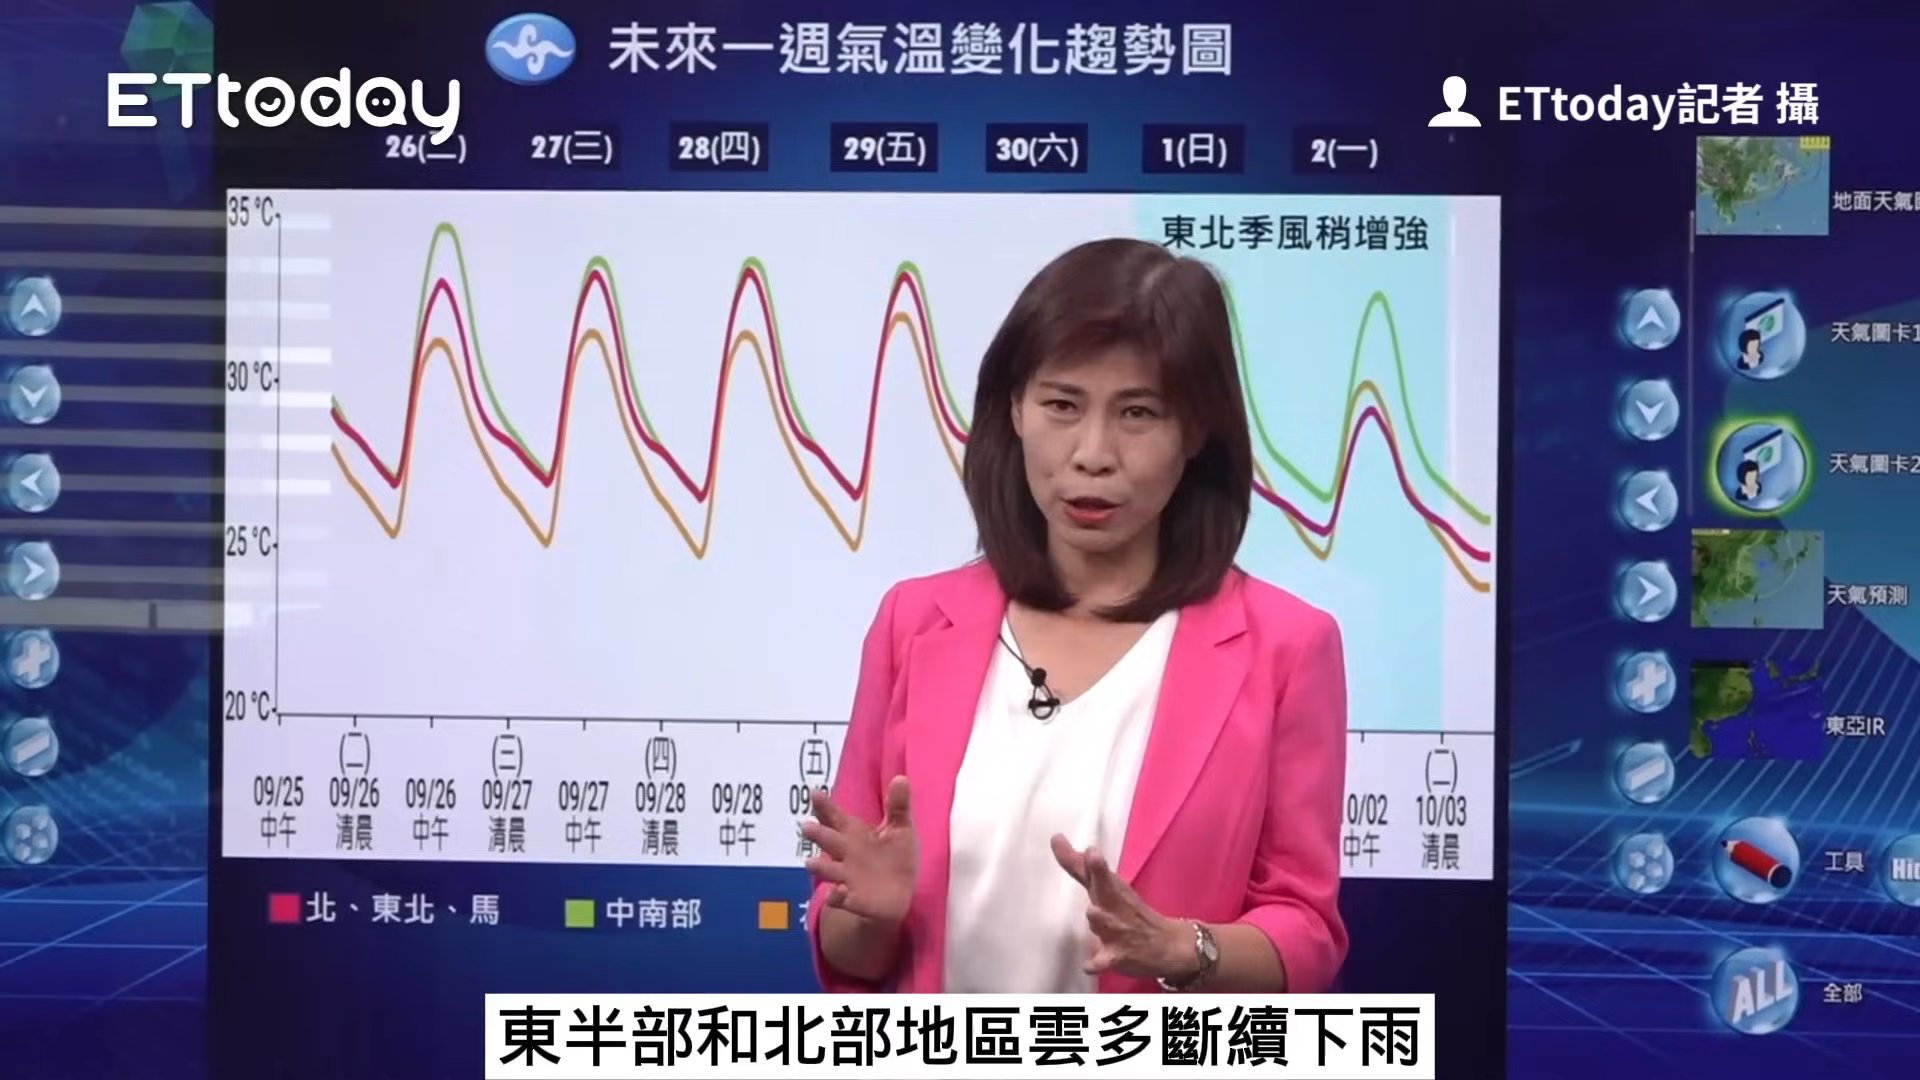 未來一週氣溫變化趨勢圖
ETtoday
ETtoday記者 攝
26(二) 27(三) 28(四) 29(五) 30(六) 1(日) 2(一)
東北季風稍增強
35℃
30℃
25℃
20℃
(二) (三) (四) (五) (二)
09/25 09/26 09/26 09/27 09/27 09/28 09/28 0/02 10/03
中午 清晨 中午 清晨 中午 清晨 中午 清 中午 清晨
北、東北、馬 中南部
地面天氣
天氣圖卡1
天氣圖卡2
天氣預測
東亞IR
工具
ALL 全部
東半部和北部地區雲多斷續下雨